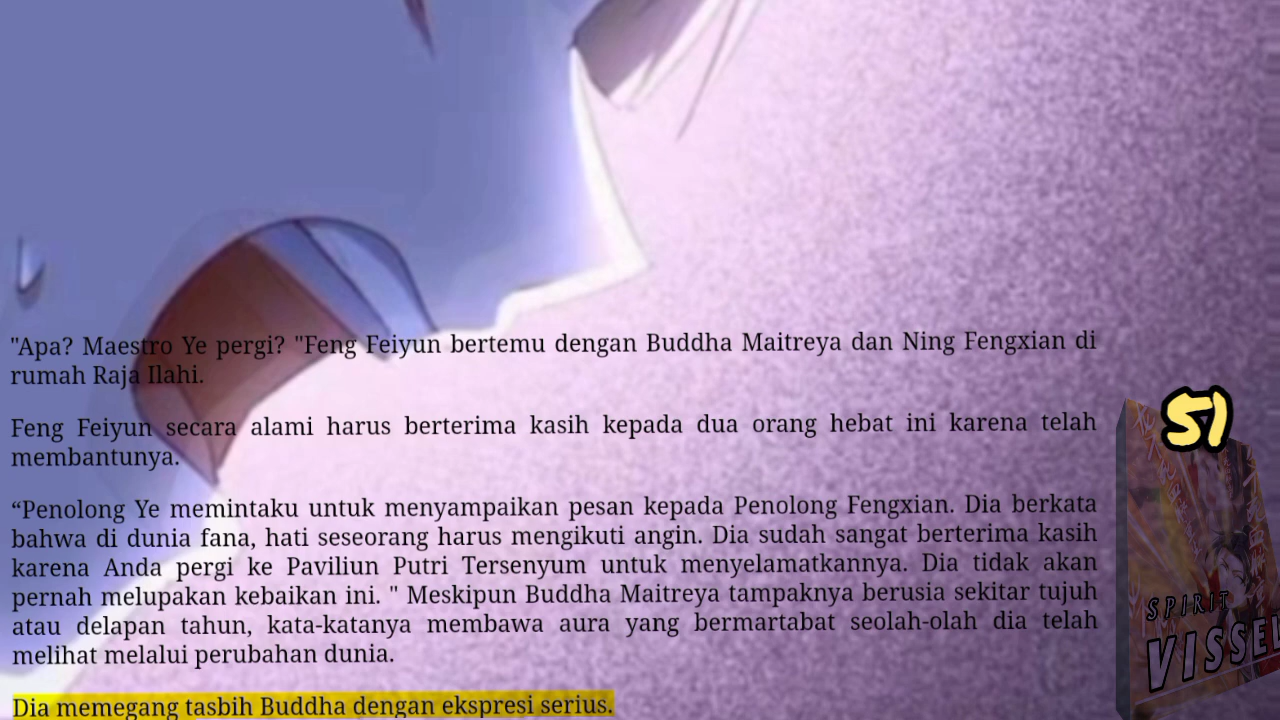 "Apa? Maestro Ye pergi? "Feng Feiyun bertemu dengan Buddha Maitreya dan Ning Fengxian di
rumah Raja Ilahi.
Feng Feiyun secara alami harus berterima kasih kepada dua orang hebat ini karena telah
membantunya.
“Penolong Ye memintaku untuk menyampaikan pesan kepada Penolong Fengxian. Dia berkata
bahwa di dunia fana, hati seseorang harus mengikuti angin. Dia sudah sangat berterima kasih
karena Anda pergi ke Paviliun Putri Tersenyum untuk menyelamatkannya. Dia tidak akan
pernah melupakan kebaikan ini. " Meskipun Buddha Maitreya tampaknya berusia sekitar tujuh
atau delapan tahun, kata-katanya membawa aura yang bermartabat seolah-olah dia telah
melihat melalui perubahan dunia.
Dia memegang tasbih Buddha dengan ekspresi serius.
51
SPIRIT